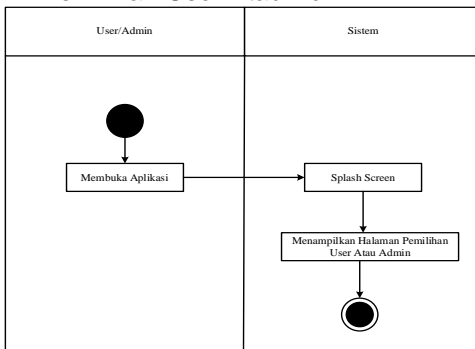 User/Admin
Sistem
Membuka Aplikasi
Splash Screen
Menampilkan Halaman Pemilihan
User Atau Admin